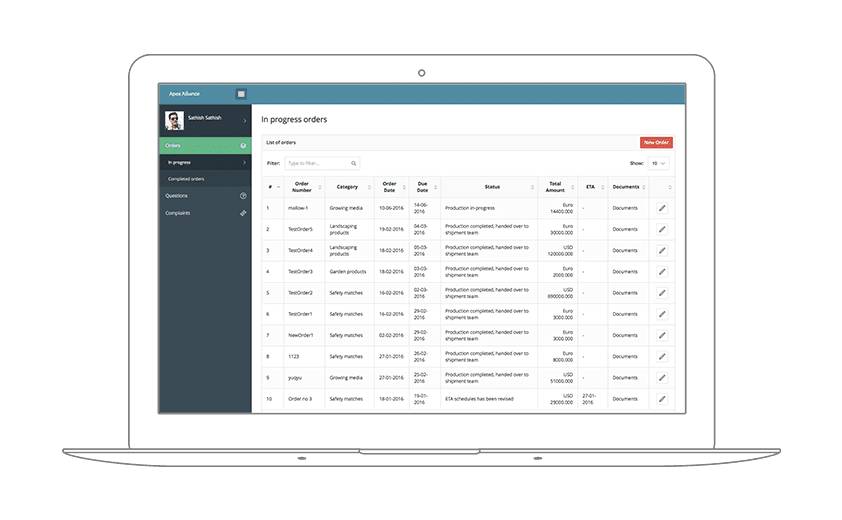 Apex Alliance
Sathish Sathish
Orders
In progress
Completed orders
Questions
Complaints
In progress orders
List of orders
New Order
Filter: Type to filter... Show: 10
# Order Number Category Order Date Due Date Status Total Amount ETA Documents
1 mallow-1 Growing media 10-06-2016 14-06-2016 Production in-progress Euro 14400.000 - Documents
2 TestOrder5 Landscaping products 19-02-2016 04-03-2016 Production completed, handed over to shipment team Euro 30000.000 - Documents
3 TestOrder4 Landscaping products 18-02-2016 05-03-2016 Production completed, handed over to shipment team USD 120000.000 - Documents
4 TestOrder3 Garden products 18-02-2016 03-03-2016 Production completed, handed over to shipment team Euro 2000.000 - Documents
5 TestOrder2 Safety matches 16-02-2016 02-03-2016 Production completed, handed over to shipment team USD 690000.000 - Documents
6 TestOrder1 Safety matches 16-02-2016 29-02-2016 Production completed, handed over to shipment team Euro 3000.000 - Documents
7 NewOrder1 Safety matches 02-02-2016 29-02-2016 Production completed, handed over to shipment team Euro 3000.000 - Documents
8 1123 Safety matches 27-01-2016 26-02-2016 Production completed, handed over to shipment team Euro 8000.000 - Documents
9 yuqyu Growing media 27-01-2016 25-02-2016 Production completed, handed over to shipment team USD 51000.000 - Documents
10 Order no 3 Safety matches 18-01-2016 19-01-2016 ETA schedules has been revised USD 23000.000 27-01-2016 Documents